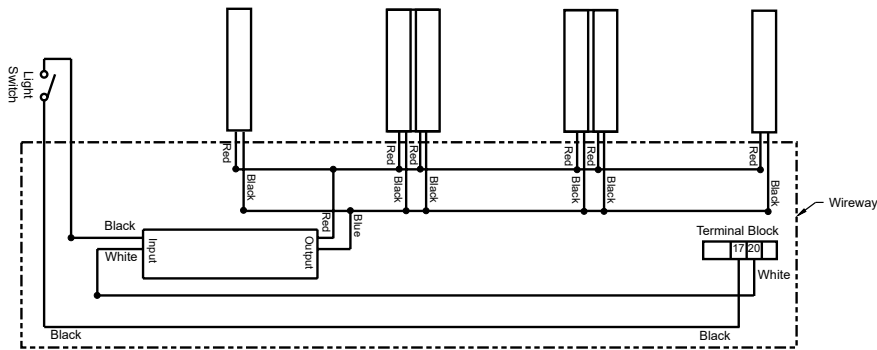 Light
Switch
Red
Black
Red
Red
Black
Black
Red
Red
Black
Black
Red
Black
Wireway
Red
Blue
Black
White
Input
Output
Terminal Block
17 20
White
Black
Black